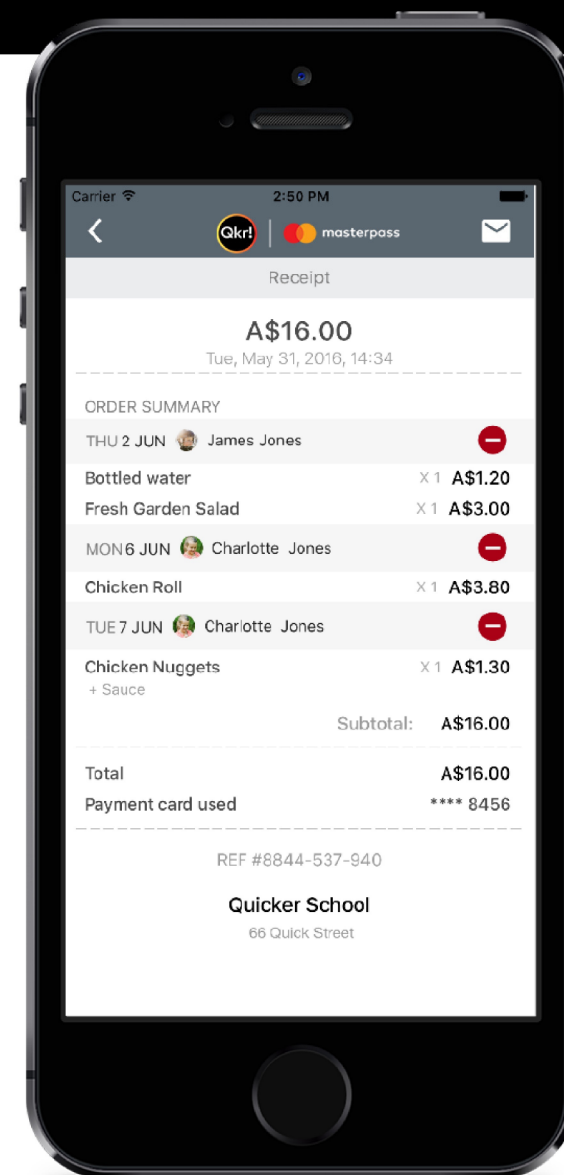 Carrier 2:50 PM
Qkr! masterpass
Receipt
A$16.00
Tue, May 31, 2016, 14:34
ORDER SUMMARY
THU 2 JUN James Jones
Bottled water X 1 A$1.20
Fresh Garden Salad X 1 A$3.00
MON 6 JUN Charlotte Jones
Chicken Roll X 1 A$3.80
TUE 7 JUN Charlotte Jones
Chicken Nuggets X 1 A$1.30
+ Sauce
Subtotal: A$16.00
Total A$16.00
Payment card used **** 8456
REF #8844-537-940
Quicker School
66 Quick Street